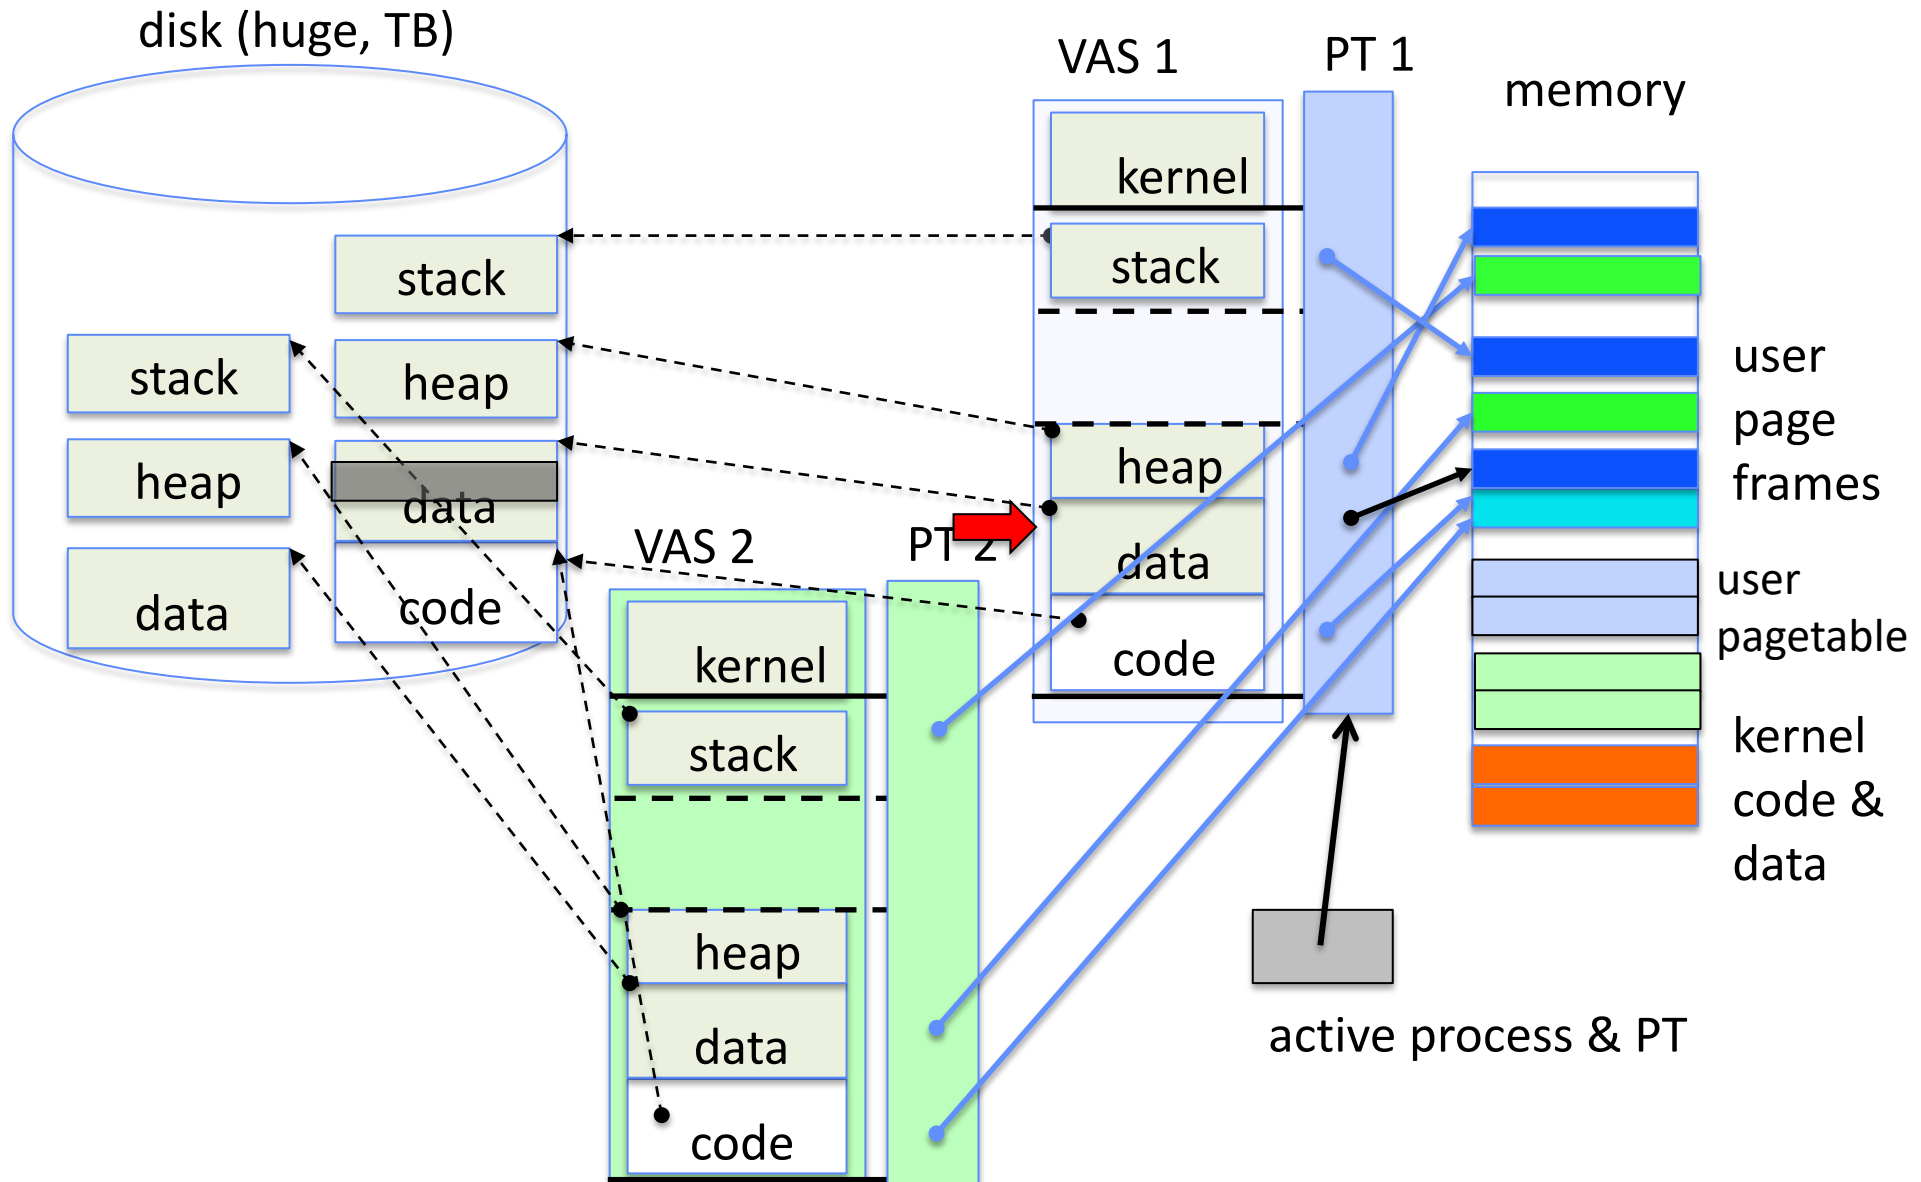 disk (huge, TB)
VAS 1
PT 1
memory
kernel
stack
stack
stack
heap
heap
heap
data
data
data
code
code
VAS 2
PT 2
kernel
stack
heap
data
code
user
page
frames
user
pagetable
kernel
code &
data
active process & PT